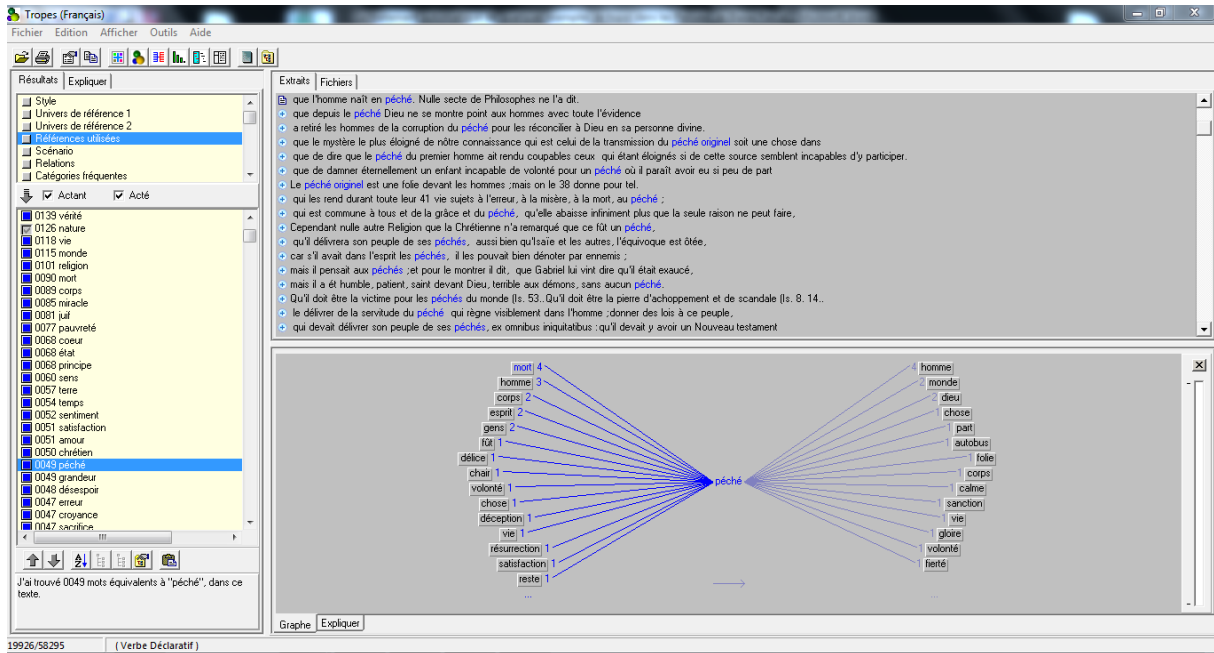 Tropes (Français)
Fichier Edition Afficher Outils Aide
Résultats Expliquer
Style
Univers de référence 1
Univers de référence 2
Références utilisées
Scénario
Relations
Catégories fréquentes
Actant Acté
0139 vérité
0126 nature
0118 vie
0115 monde
0101 religion
0090 mort
0089 corps
0085 miracle
0081 juif
0077 pauvreté
0068 coeur
0068 état
0068 principe
0060 sens
0057 terre
0054 temps
0052 sentiment
0051 satisfaction
0051 amour
0050 chrétien
0049 péché
0049 grandeur
0048 désespoir
0047 erreur
0047 croyance
0047 sacrifice
J'ai trouvé 0049 mots équivalents à "péché", dans ce
texte.
Extraits Fichiers
que l'homme naît en péché. Nulle secte de Philosophes ne l'a dit.
que depuis le péché Dieu ne se montre point aux hommes avec toute l'évidence
a retiré les hommes de la corruption du péché pour les réconcilier à Dieu en sa personne divine.
que le mystère le plus éloigné de nôtre connaissance qui est celui de la transmission du péché originel soit une chose dans
que de dire que le péché du premier homme ait rendu coupables ceux qui étant éloignés si de cette source semblent incapables d'y participer.
que de damner éternellement un enfant incapable de volonté pour un péché où il paraît avoir eu si peu de part
Le péché originel est une folie devant les hommes ;mais on le 38 donne pour tel.
qui les rend durant toute leur 41 vie sujets à l'erreur, à la misère, à la mort, au péché ;
qui est commune à tous et de la grâce et du péché, qu'elle abaisse infiniment plus que la seule raison ne peut faire,
Cependant nulle autre Religion que la Chrétienne n'a remarqué que ce fût un péché,
qu'il délivrera son peuple de ses péchés, aussi bien qu'Isaïe et les autres, l'équivoque est ôtée,
car s'il avait dans l'esprit les péchés, il les pouvait bien dénoter par ennemis ;
mais il pensait aux péchés ;et pour le montrer il dit, que Gabriel lui vint dire qu'il était exaucé,
mais il a ét humble, patient, saint devant Dieu, terrible aux démons, sans aucun péché.
Qu'il doit être la victime pour les péchés du monde (Is. 53..Qu'il doit être la pierre d'achoppement et de scandale (Is. 8. 14..
le délivrer de la servitude du péché qui règne visiblement dans l'homme ;donner des lois à ce peuple,
qui devait délivrer son peuple de ses péchés, ex omnibus iniquitatibus :qu'il devait y avoir un Nouveau testament
mort 4
homme 3
corps 2
esprit 2
gens 2
fût 1
délice 1
chair 1
volonté 1
chose 1
déception 1
vie 1
résurrection 1
satisfaction 1
reste 1
...
péché
4 homme
2 monde
2 dieu
1 chose
1 part
1 autobus
1 folie
1 corps
1 calme
1 sanction
1 vie
1 gloire
1 volonté
1 fierté
...
Graphe Expliquer
19926/58295 ( Verbe Déclaratif )